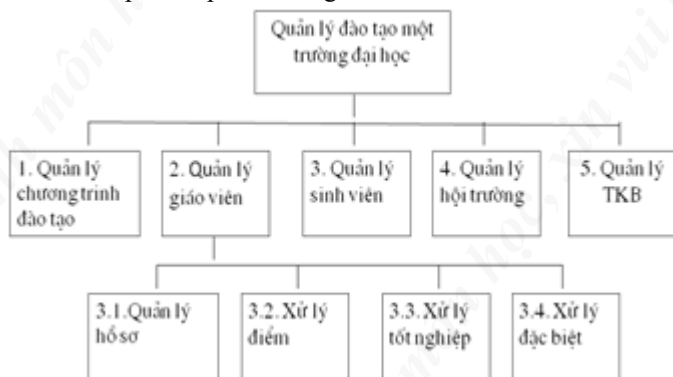 Quản lý đào tạo một
trường đại học
1. Quản lý
chương trình
đào tạo
2. Quản lý
giáo viên
3. Quản lý
sinh viên
4. Quản lý
hội trường
5. Quản lý
TKB
3.1.Quản lý
hồ sơ
3.2. Xử lý
điểm
3.3. Xử lý
tốt nghiệp
3.4. Xử lý
đặc biệt